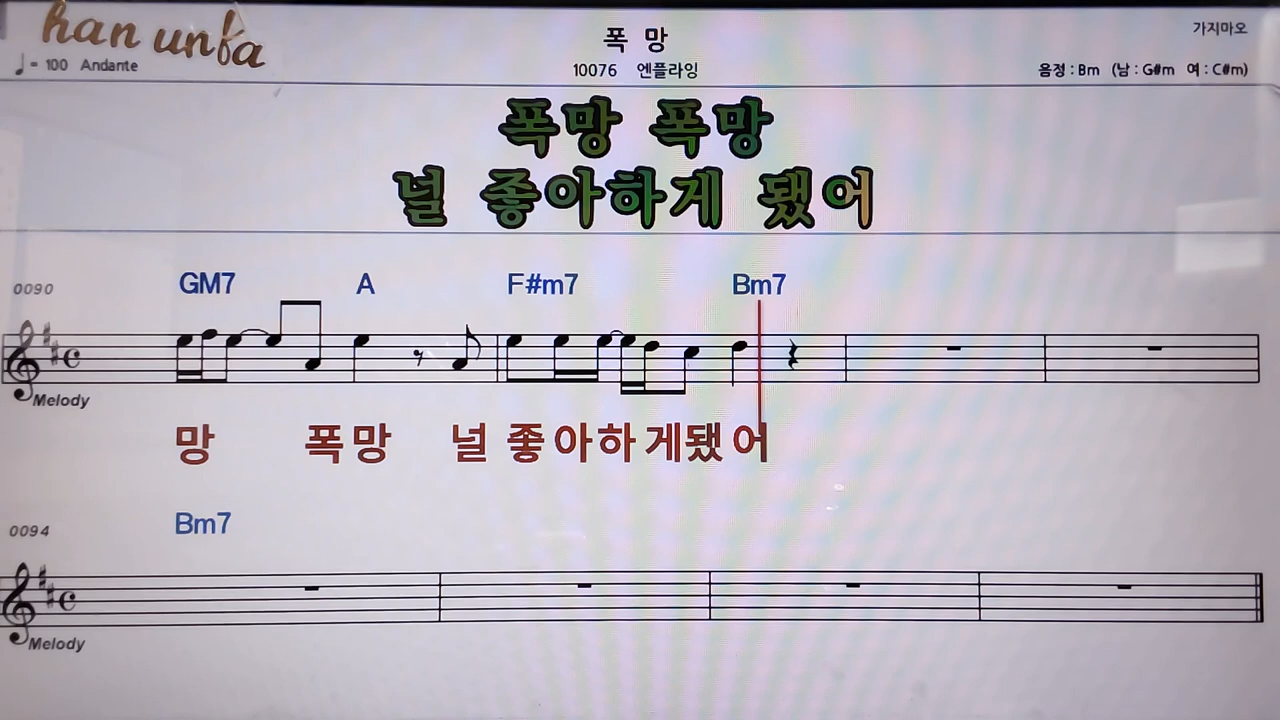 han unfa
폭 망
가지마오
♩= 100 Andante
10076 엔플라잉
음정 : Bm (남 : G#m 여 : C#m)
폭망 폭망
널 좋아하게 됐어
0090
GM7 A F#m7 Bm7
Melody
망 폭망 널 좋아하게됐어
0094
Bm7
Melody